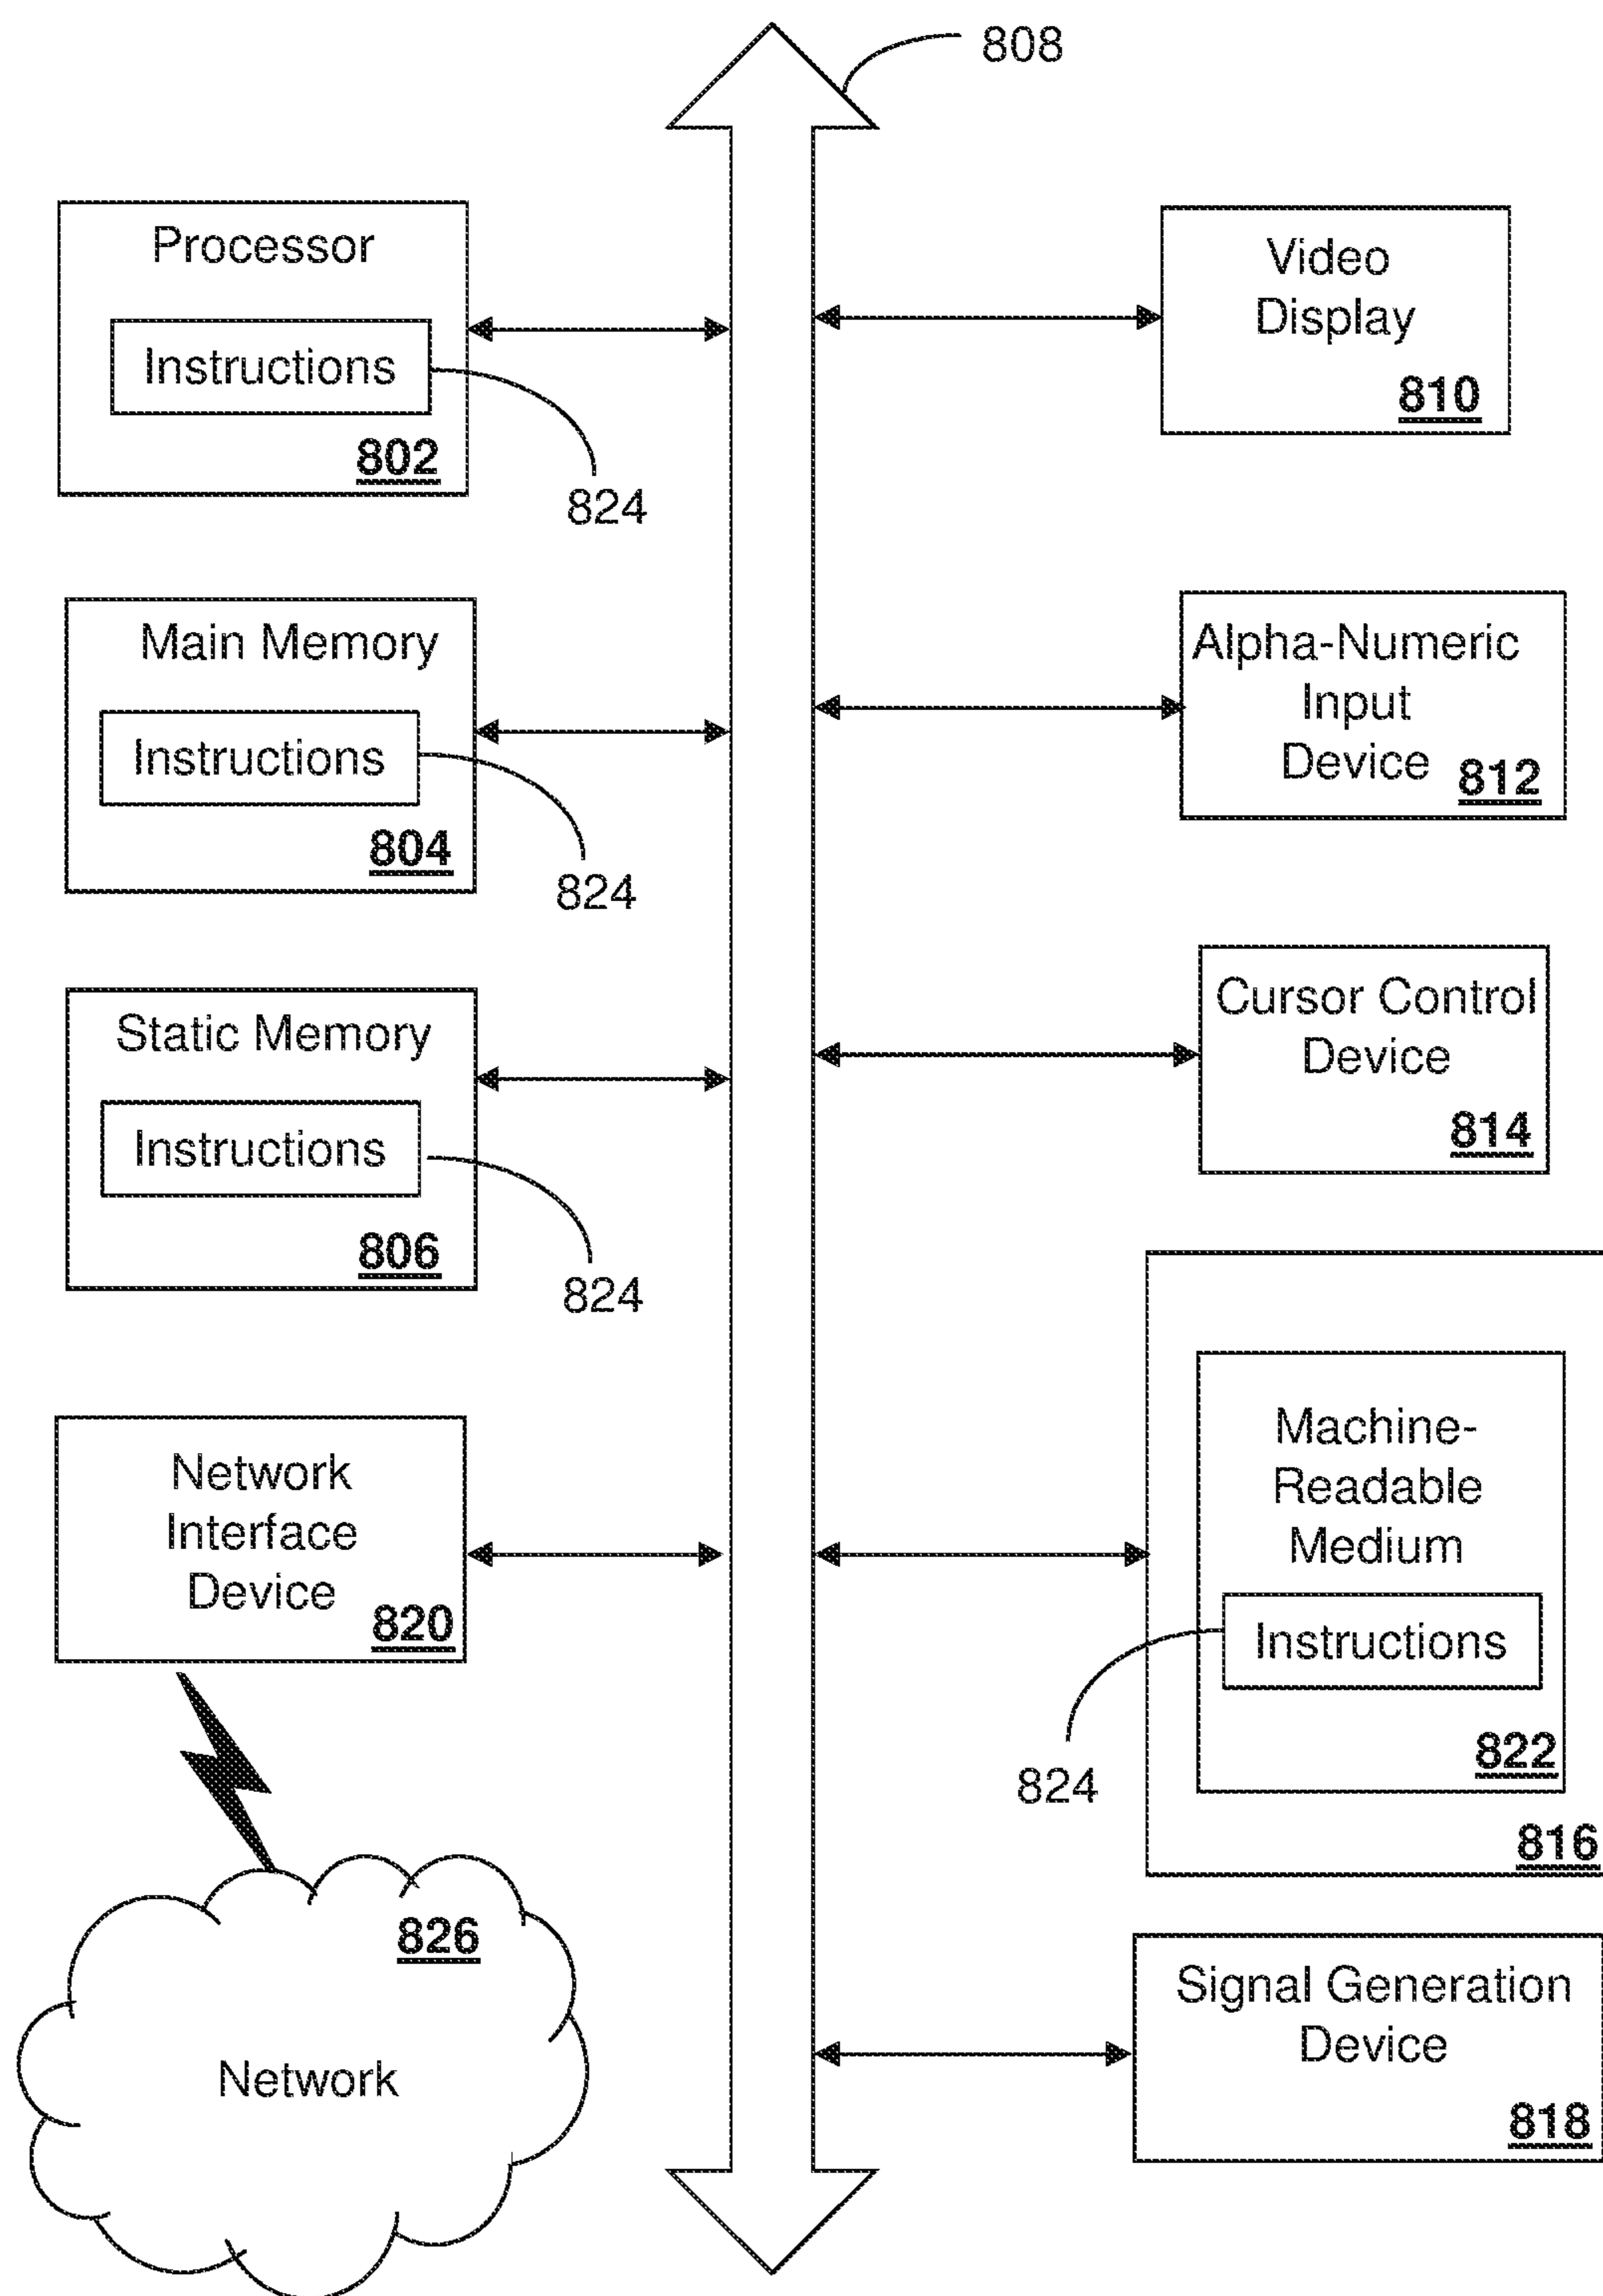 808
Processor
Instructions
802
824
Main Memory
Instructions
804
824
Static Memory
Instructions
806
824
Network
Interface
Device
820
826
Network
Video
Display
810
Alpha-Numeric
Input
Device
812
Cursor Control
Device
814
Machine-
Readable
Medium
Instructions
824
822
816
Signal Generation
Device
818